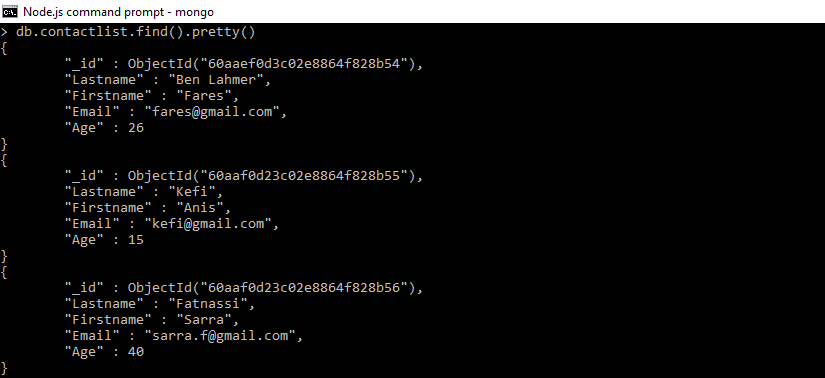 Node.js command prompt - mongo
> db.contactlist.find().pretty()
{
"_id" : ObjectId("60aaef0d3c02e8864f828b54"),
"Lastname" : "Ben Lahmer",
"Firstname" : "Fares",
"Email" : "fares@gmail.com",
"Age" : 26
}
{
"_id" : ObjectId("60aaf0d23c02e8864f828b55"),
"Lastname" : "Kefi",
"Firstname" : "Anis",
"Email" : "kefi@gmail.com",
"Age" : 15
}
{
"_id" : ObjectId("60aaf0d23c02e8864f828b56"),
"Lastname" : "Fatnassi",
"Firstname" : "Sarra",
"Email" : "sarra.f@gmail.com",
"Age" : 40
}